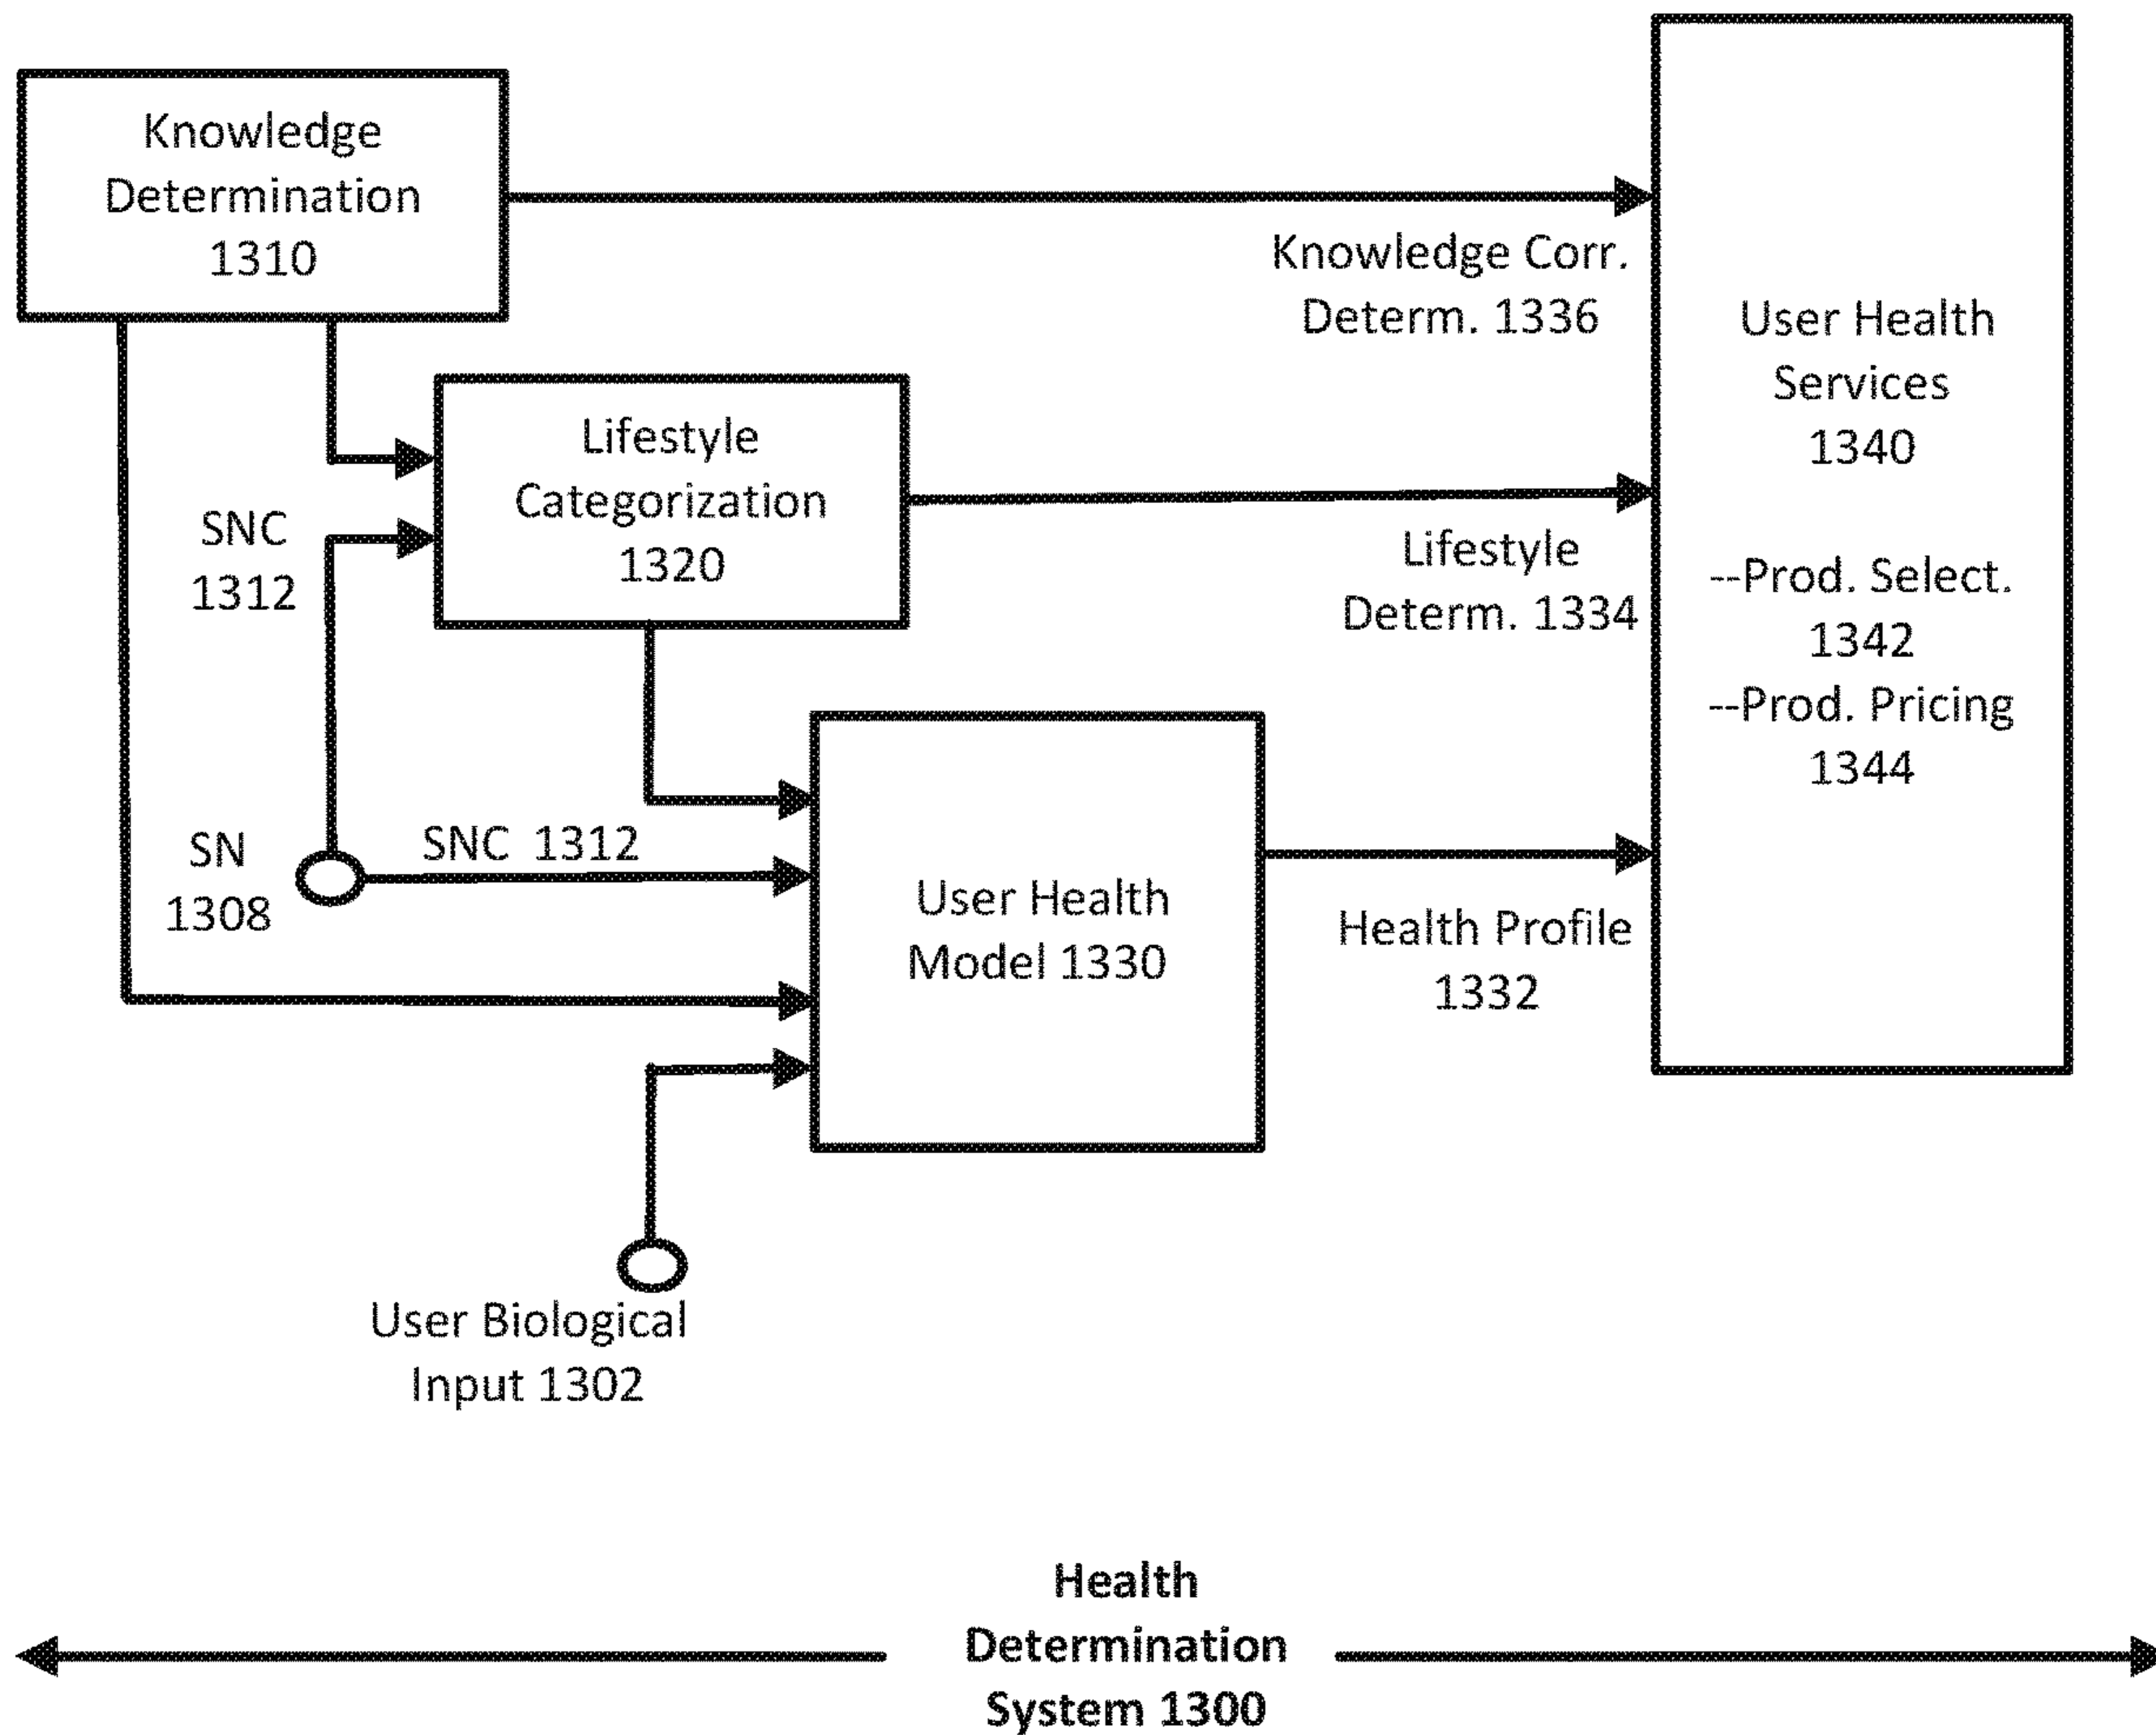 Knowledge
Determination
1310
Knowledge Corr.
Determ. 1336
User Health
Services
1340
--Prod. Select.
1342
--Prod. Pricing
1344
Lifestyle
Categorization
1320
SNC
1312
Lifestyle
Determ. 1334
SN
1308
SNC 1312
User Health
Model 1330
Health Profile
1332
User Biological
Input 1302
Health
Determination
System 1300